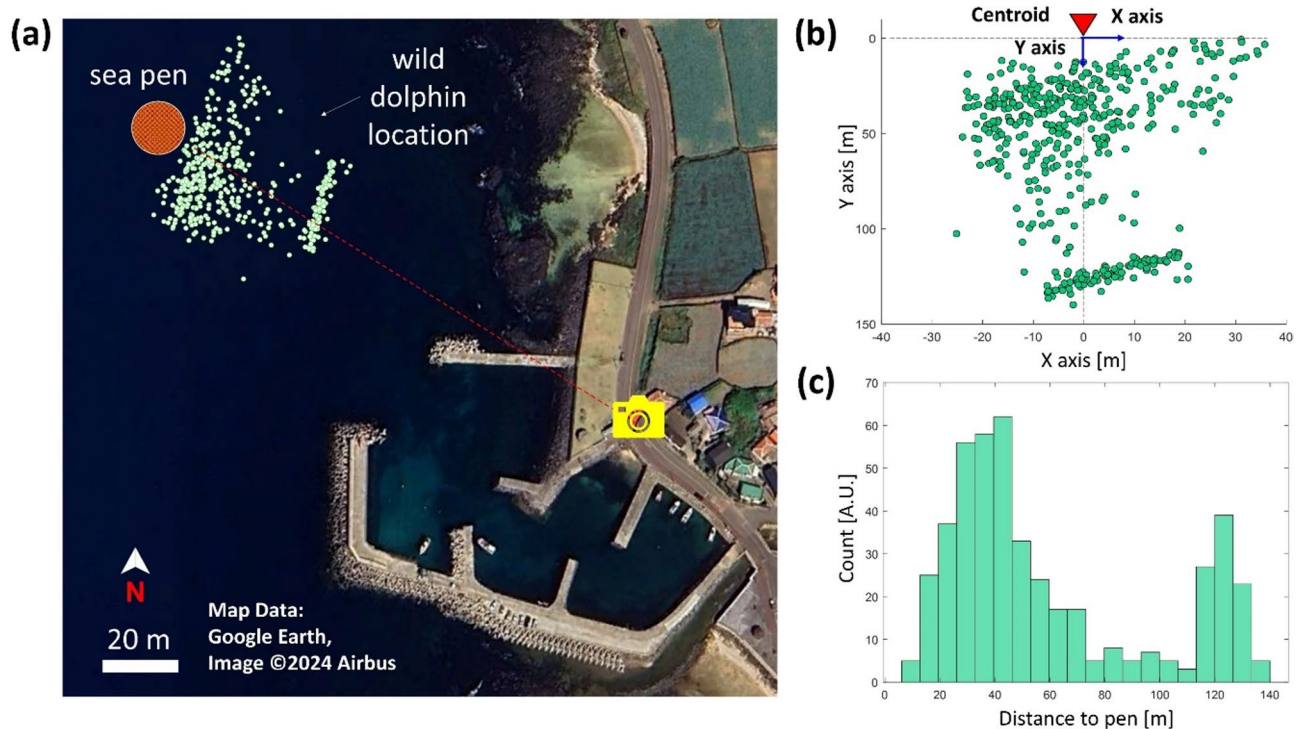 (a)
sea pen
wild
dolphin
location
N
20 m
Map Data:
Google Earth,
Image ©2024 Airbus
(b)
Centroid
X axis
Y axis
0
50
100
150
Y axis [m]
-40
-30
-20
-10
0
10
20
30
40
X axis [m]
(c)
70
60
50
40
30
20
10
0
Count [A.U.]
0
20
40
60
80
100
120
140
Distance to pen [m]